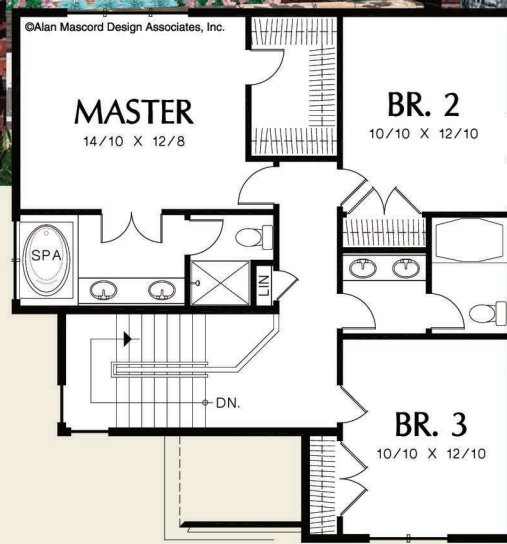 ©Alan Mascord Design Associates, Inc.
MASTER
14/10 X 12/8
BR. 2
10/10 X 12/10
SPA
LIN
DN.
BR. 3
10/10 X 12/10